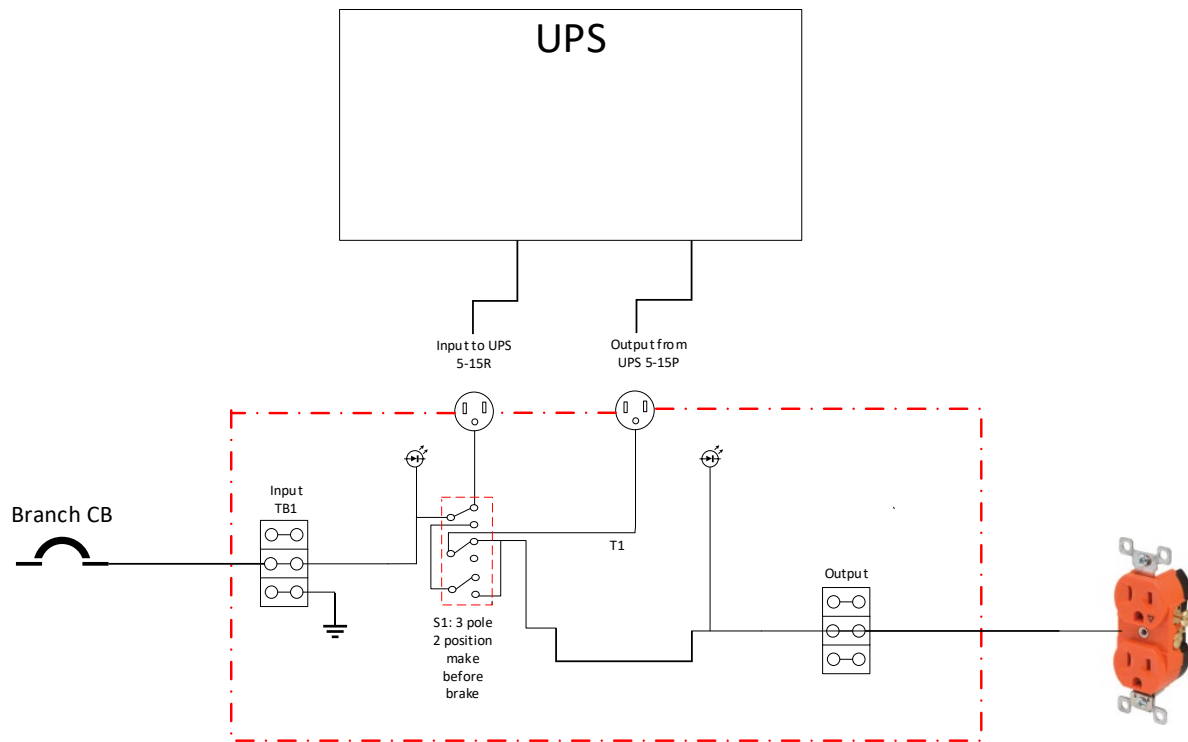 UPS
Input to UPS
5-15R
Output from
UPS 5-15P
Input
TB1
Branch CB
T1
Output
S1: 3 pole
2 position
make
before
brake